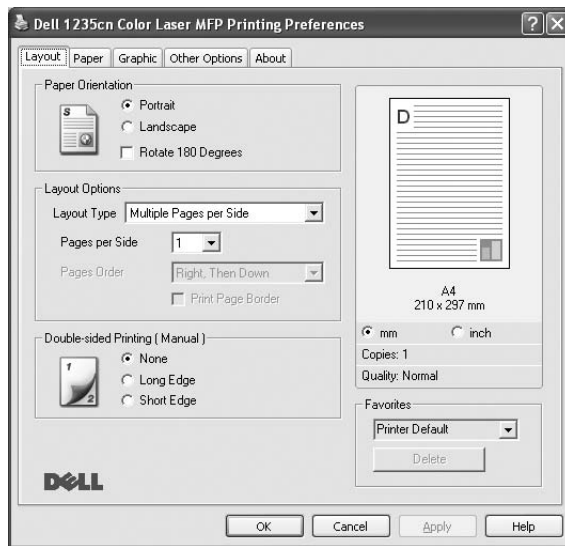 Dell 1235cn Color Laser MFP Printing Preferences
Layout Paper Graphic Other Options About
Paper Orientation
S
Portrait
Landscape
Rotate 180 Degrees
Layout Options
Layout Type Multiple Pages per Side
Pages per Side 1
Pages Order Right, Then Down
Print Page Border
Double-sided Printing ( Manual )
1
2
None
Long Edge
Short Edge
DELL
D
A4
210 x 297 mm
mm inch
Copies: 1
Quality: Normal
Favorites
Printer Default
Delete
OK Cancel Apply Help